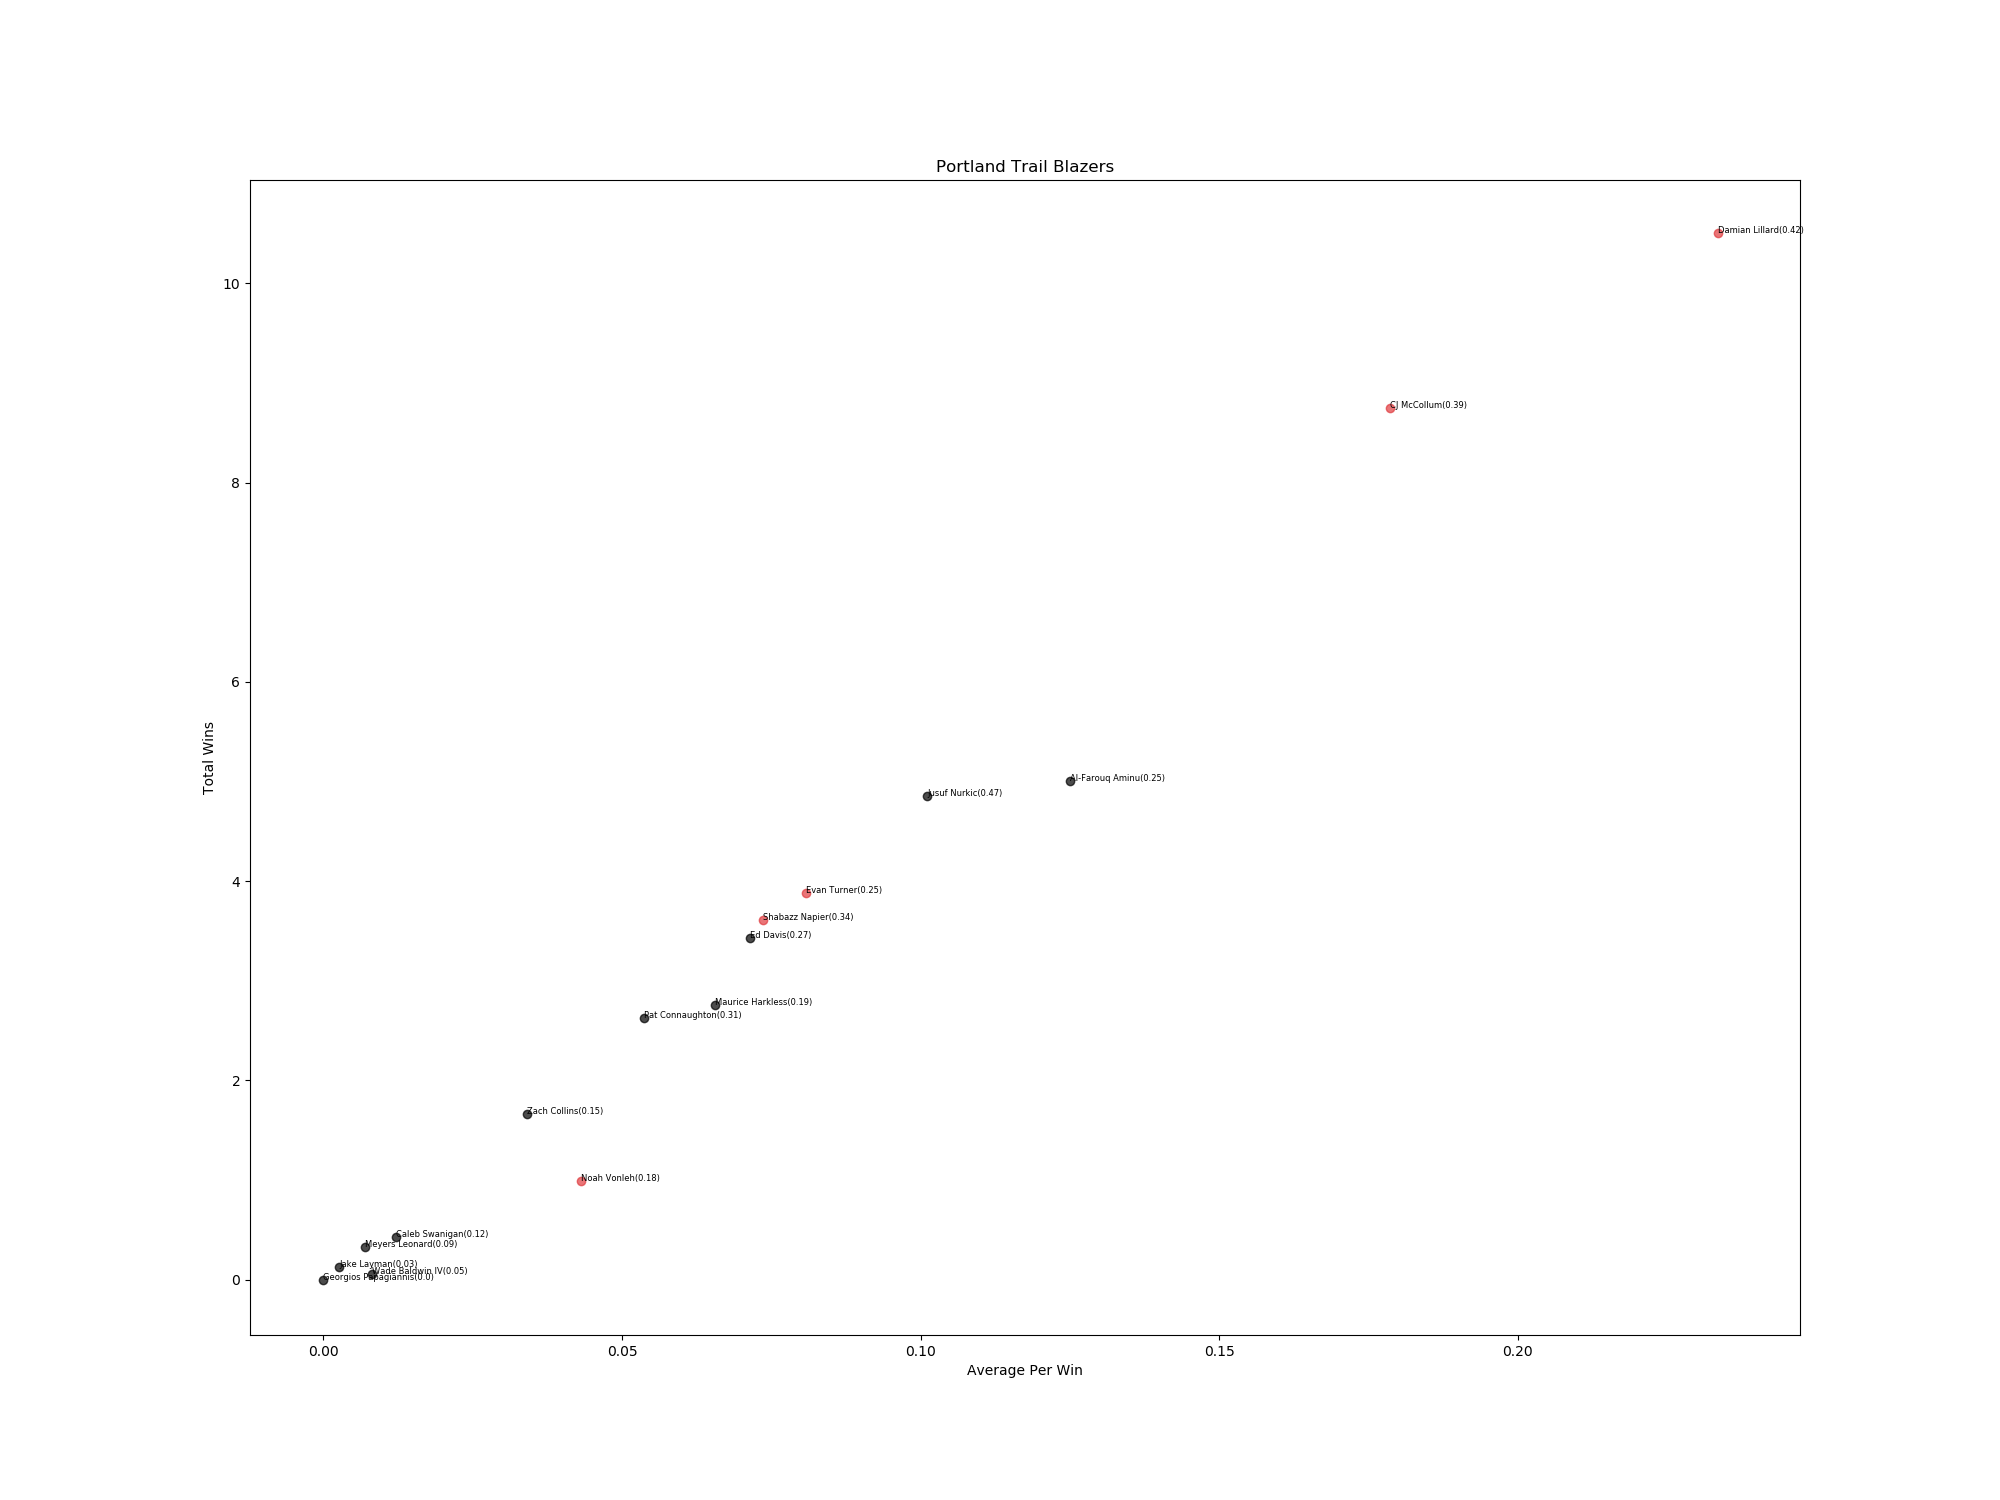 Portland Trail Blazers
Damian Lillard(0.42)
10
CJ McCollum(0.39)
8
6
Total Wins
Al-Farouq Aminu(0.25)
Jusuf Nurkic(0.47)
Evan Turner(0.25)
4
Shabazz Napier(0.34)
Ed Davis(0.27)
Maurice Harkless(0.19)
Pat Connaughton(0.31)
Zach Collins(0.15)
2
Noah Vonleh(0.18)
Caleb Swanigan(0.12)
Meyers Leonard(0.09)
Jake Layman(0.03)
Wade Baldwin IV(0.05)
Georgios Papagiannis(0.0)
0
0.00 0.05 0.10 0.15 0.20
Average Per Win